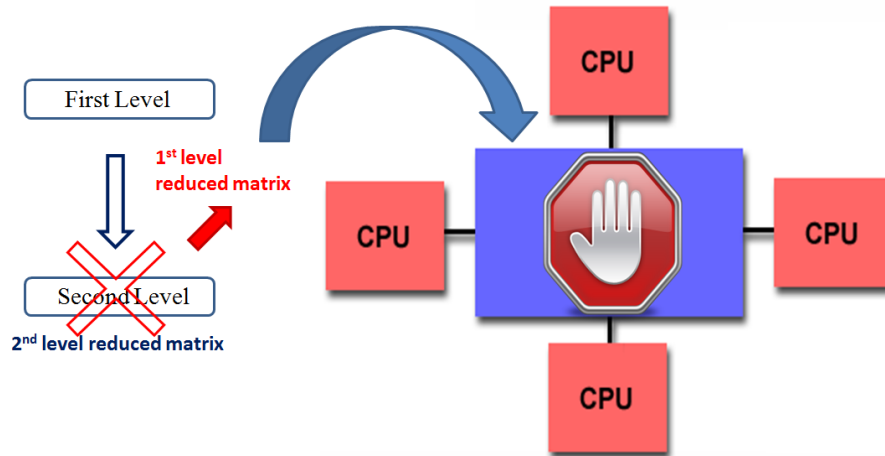 First Level
1st level
reduced matrix
Second Level
2nd level reduced matrix
CPU
CPU
CPU
CPU